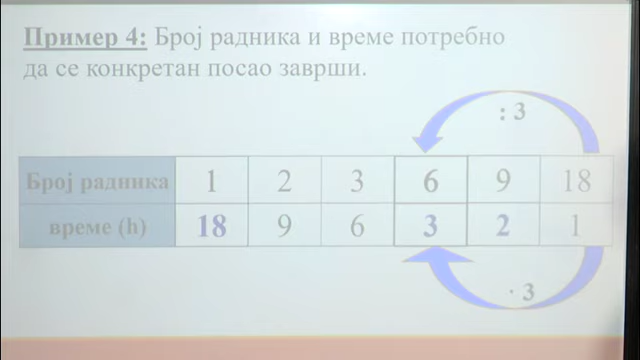 Пример 4: Број радника и време потребно
да се конкретан посао заврши.
: 3
Број радника 1 2 3 6 9 18
време (h) 18 9 6 3 2 1
· 3